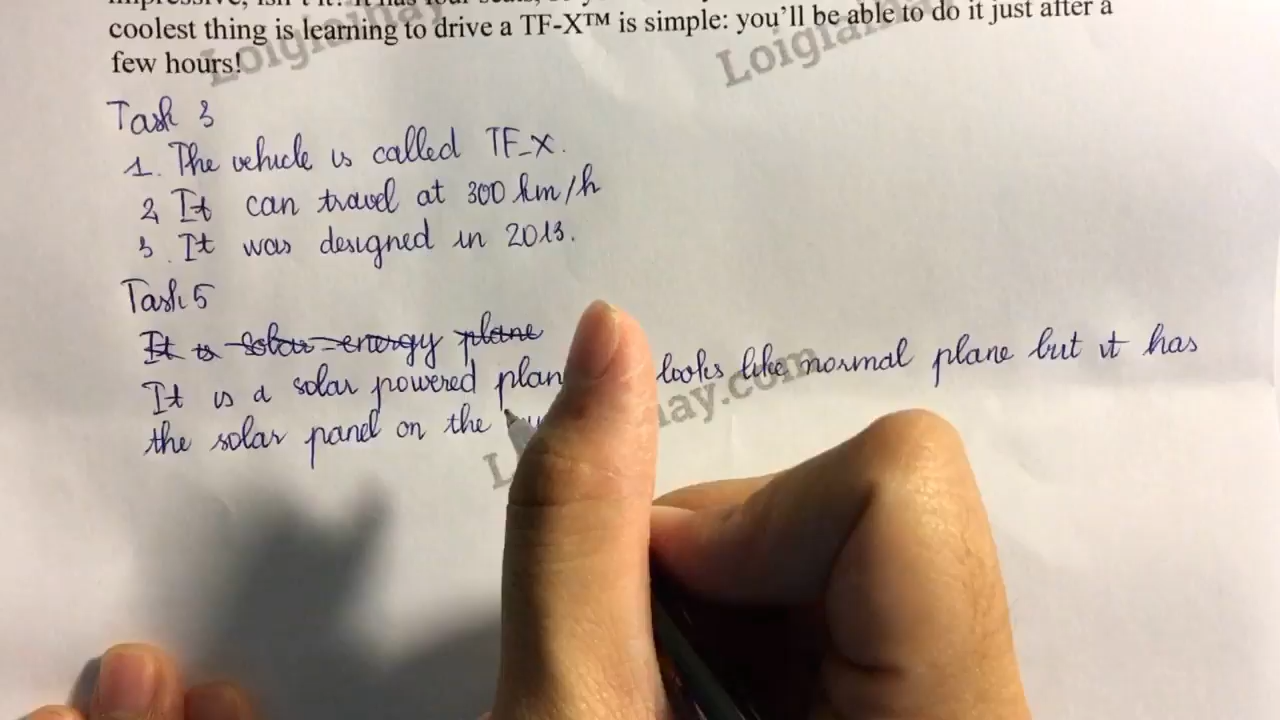 coolest thing is learning to drive a TF-X™ is simple: you'll be able to do it just after a
few hours!
Task 3
1. The vehicle is called TF-X.
2, It can travel at 300 km/h
3. It was designed in 2013.
Task 5
It is solar-energy plane
It is a solar powered looks like normal plane but it has
the solar panel on the